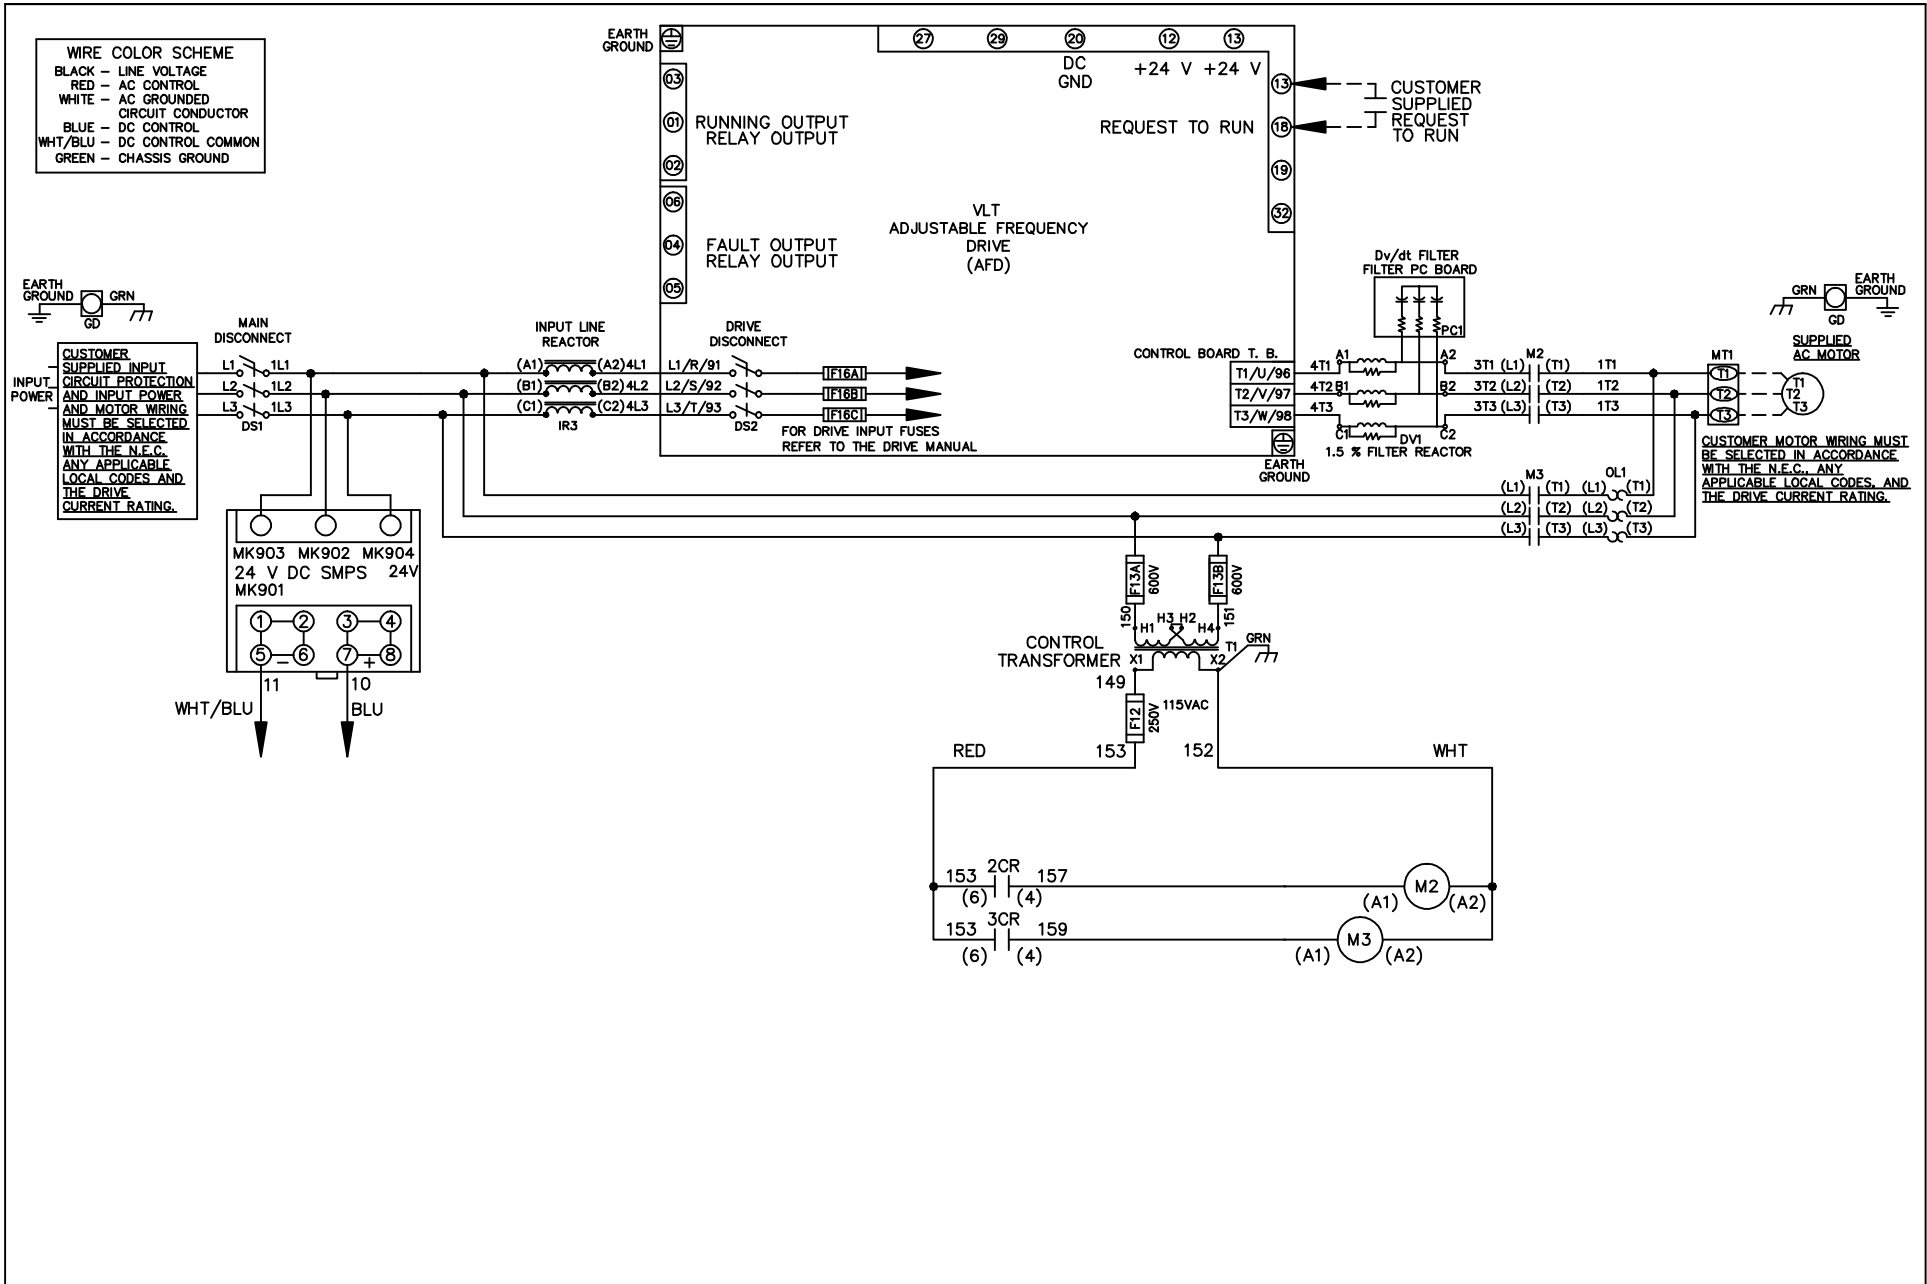 WIRE COLOR SCHEME
BLACK – LINE VOLTAGE
RED – AC CONTROL
WHITE – AC GROUNDED
CIRCUIT CONDUCTOR
BLUE – DC CONTROL
WHT/BLU – DC CONTROL COMMON
GREEN – CHASSIS GROUND
EARTH
GROUND
27 29 20 12 13
DC
GND
+24 V +24 V
03
01
02
RUNNING OUTPUT
RELAY OUTPUT
06
04
05
FAULT OUTPUT
RELAY OUTPUT
VLT
ADJUSTABLE FREQUENCY
DRIVE
(AFD)
REQUEST TO RUN
13
18
19
32
CUSTOMER
SUPPLIED
REQUEST
TO RUN
EARTH
GROUND
GRN
GD
INPUT
POWER
CUSTOMER
SUPPLIED INPUT
CIRCUIT PROTECTION
AND INPUT POWER
AND MOTOR WIRING
MUST BE SELECTED
IN ACCORDANCE
WITH THE N.E.C.
ANY APPLICABLE
LOCAL CODES AND
THE DRIVE
CURRENT RATING.
MAIN
DISCONNECT
L1 1L1
L2 1L2
L3 1L3
DS1
INPUT LINE
REACTOR
(A1) (A2) 4L1
(B1) (B2) 4L2
(C1) (C2) 4L3
IR3
DRIVE
DISCONNECT
L1/R/91
L2/S/92
L3/T/93
DS2
F16A
F16B
F16C
FOR DRIVE INPUT FUSES
REFER TO THE DRIVE MANUAL
CONTROL BOARD T. B.
T1/U/96
T2/V/97
T3/W/98
EARTH
GROUND
Dv/dt FILTER
FILTER PC BOARD
PC1
4T1 A1 A2
4T2 B1 B2
4T3 C1 C2
DV1
1.5 % FILTER REACTOR
M2
3T1 (L1) (T1) 1T1
3T2 (L2) (T2) 1T2
3T3 (L3) (T3) 1T3
MT1
T1
T2
T3
T1
T2
T3
GRN
EARTH
GROUND
GD
SUPPLIED
AC MOTOR
CUSTOMER MOTOR WIRING MUST
BE SELECTED IN ACCORDANCE
WITH THE N.E.C., ANY
APPLICABLE LOCAL CODES, AND
THE DRIVE CURRENT RATING.
M3 OL1
(L1) (T1) (L1) (T1)
(L2) (T2) (L2) (T2)
(L3) (T3) (L3) (T3)
MK903 MK902 MK904
24 V DC SMPS 24V
MK901
1 2 3 4
5 – 6 7 + 8
11 10
WHT/BLU BLU
F13A
600V
F13B
600V
150
151
H1 H3 H2 H4
CONTROL
TRANSFORMER
X1 X2 T1
GRN
149
F12
250V
115VAC
RED 153 152 WHT
153 2CR 157
(6) (4)
M2
(A1) (A2)
153 3CR 159
(6) (4)
M3
(A1) (A2)